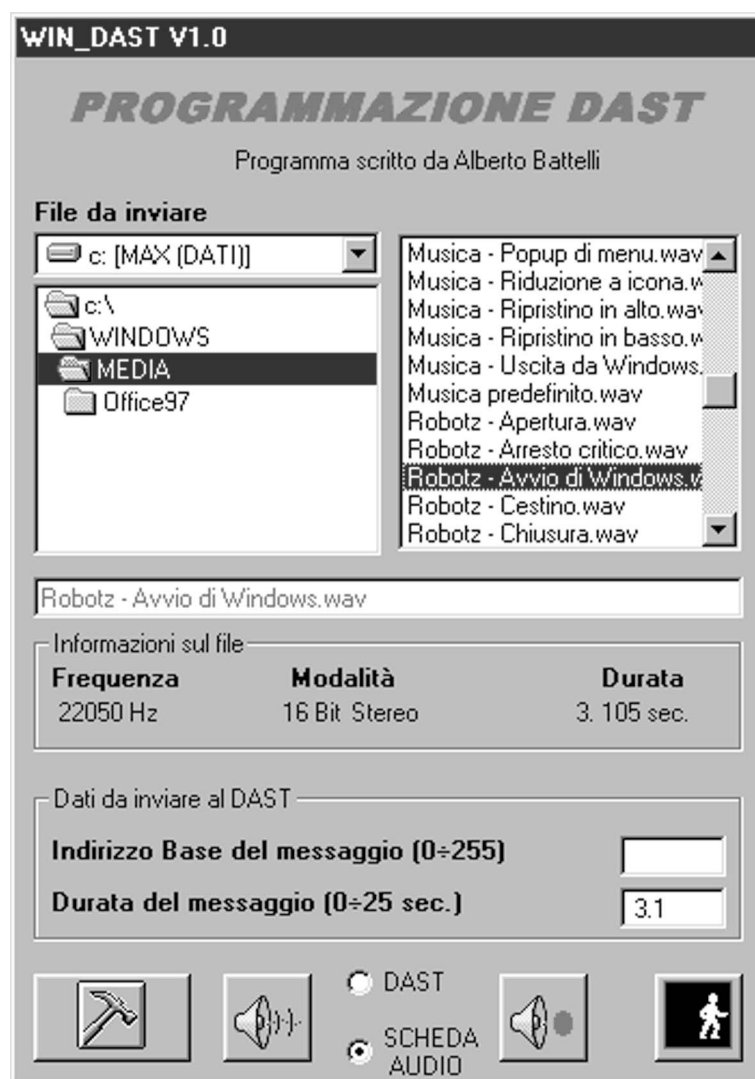 WIN_DAST V1.0
PROGRAMMAZIONE DAST
Programma scritto da Alberto Battelli
File da inviare
c: [MAX (DATI)]
c:\
WINDOWS
MEDIA
Office97
Musica - Popup di menu.wav
Musica - Riduzione a icona.w
Musica - Ripristino in alto.wav
Musica - Ripristino in basso.w
Musica - Uscita da Windows.
Musica predefinito.wav
Robotz - Apertura.wav
Robotz - Arresto critico.wav
Robotz - Avvio di Windows.w
Robotz - Cestino.wav
Robotz - Chiusura.wav
Robotz - Avvio di Windows.wav
Informazioni sul file
Frequenza Modalità Durata
22050 Hz 16 Bit Stereo 3. 105 sec.
Dati da inviare al DAST
Indirizzo Base del messaggio (0÷255)
Durata del messaggio (0÷25 sec.) 3.1
DAST
SCHEDA
AUDIO